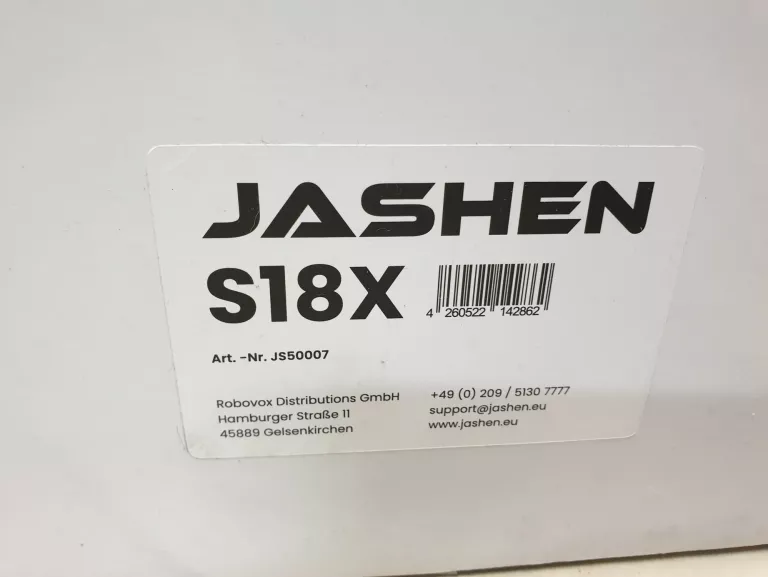 JASHEN
S18X
4 260522 142862
Art. -Nr. JS50007
Robovox Distributions GmbH
Hamburger Straße 11
45889 Gelsenkirchen
+49 (0) 209 / 5130 7777
support@jashen.eu
www.jashen.eu